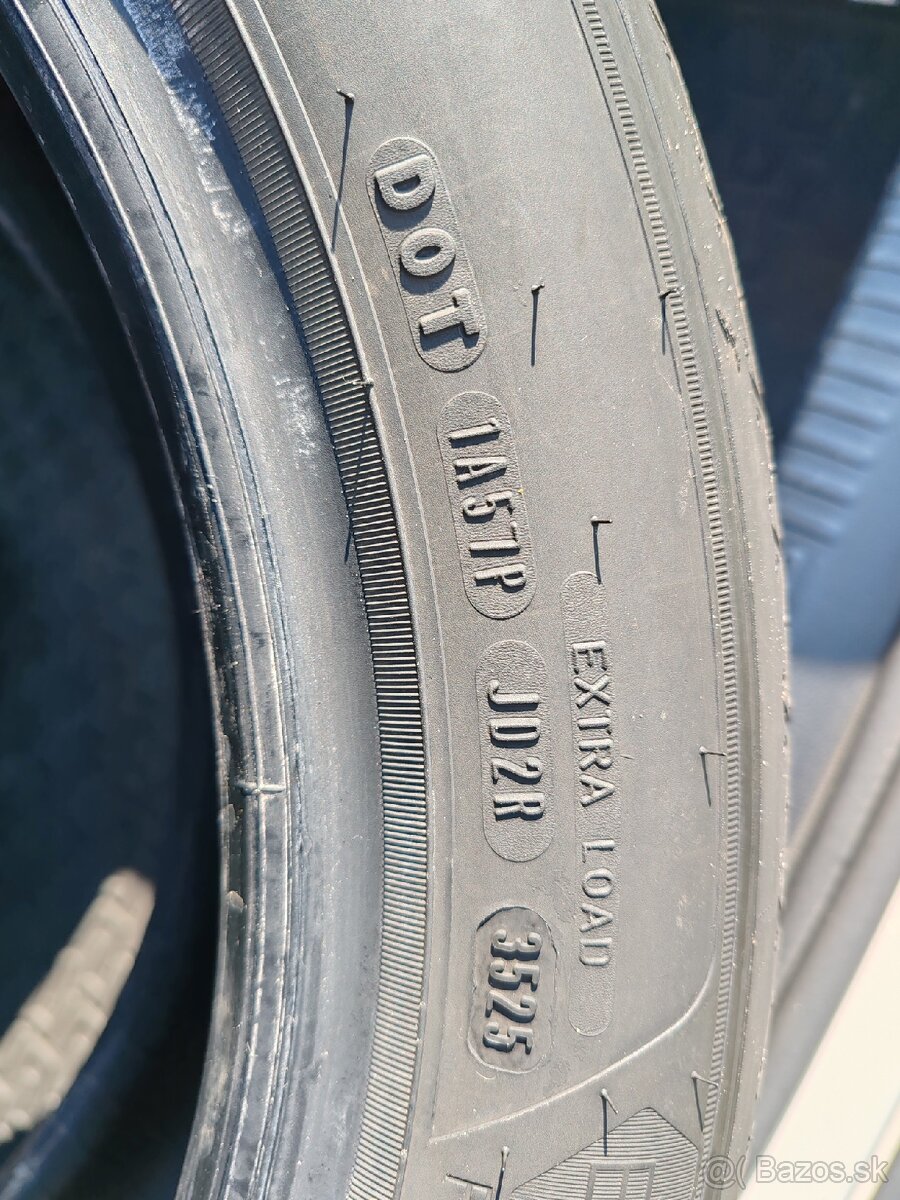 DOT 1A57P JD2R 3525
EXTRA LOAD
Bazos.sk